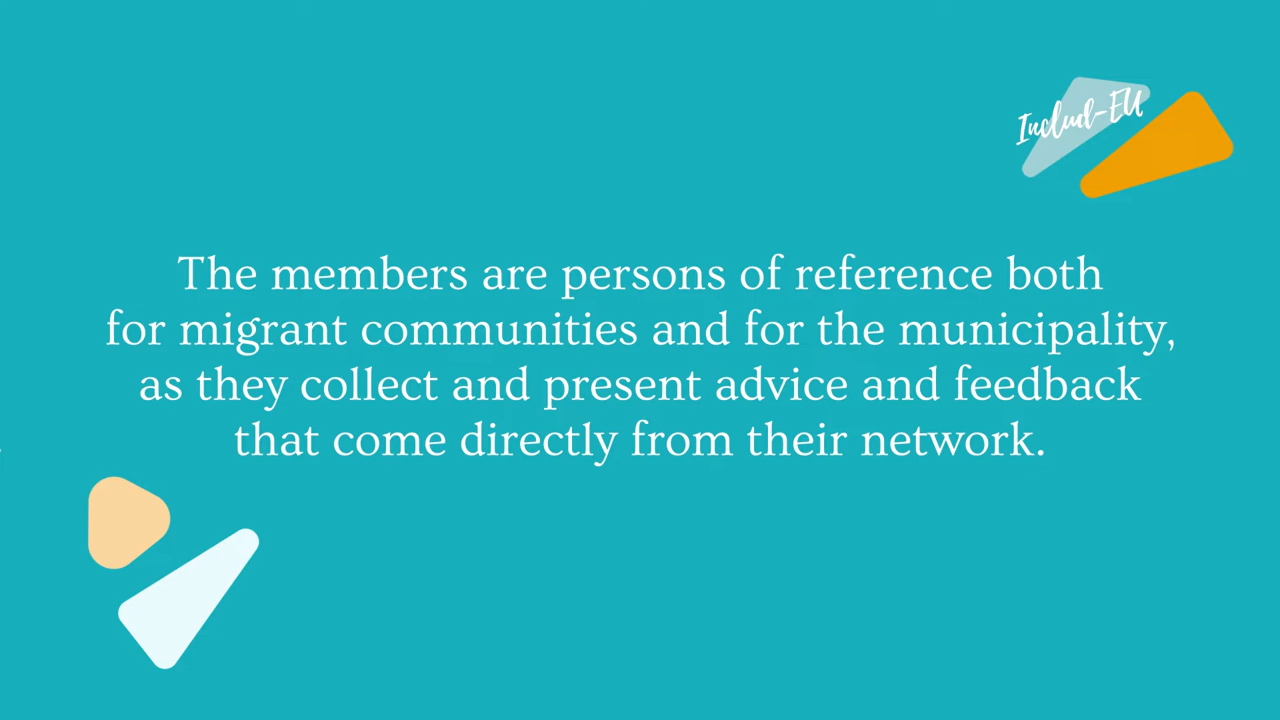 Includ-EU
The members are persons of reference both
for migrant communities and for the municipality,
as they collect and present advice and feedback
that come directly from their network.